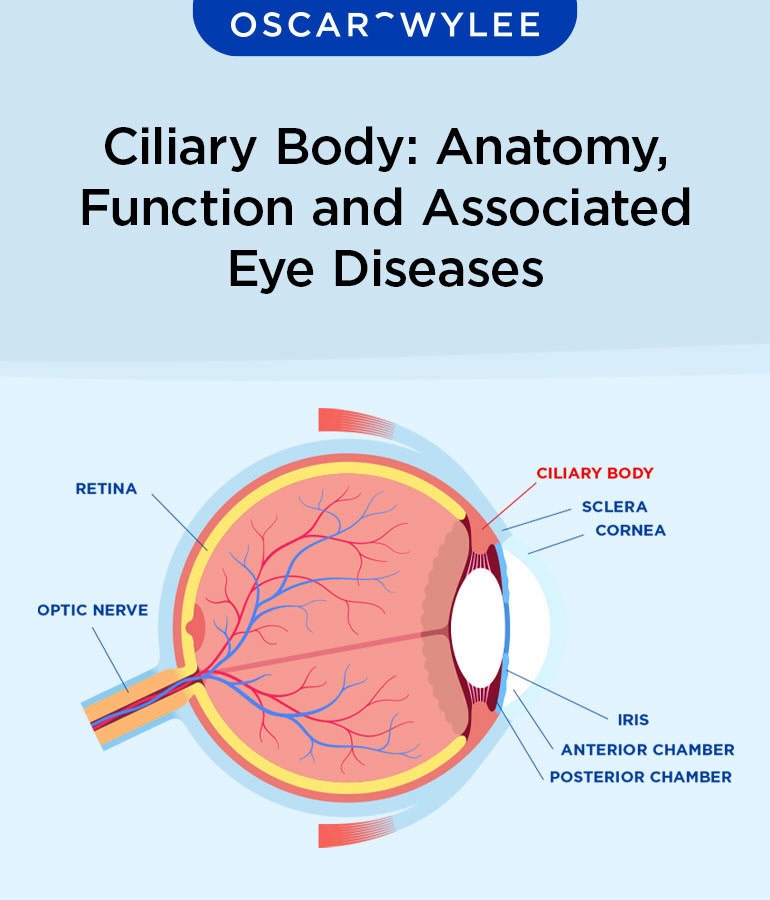 OSCAR WYLEE
Ciliary Body: Anatomy,
Function and Associated
Eye Diseases
CILIARY BODY
RETINA
SCLERA
CORNEA
OPTIC NERVE
IRIS
ANTERIOR CHAMBER
POSTERIOR CHAMBER